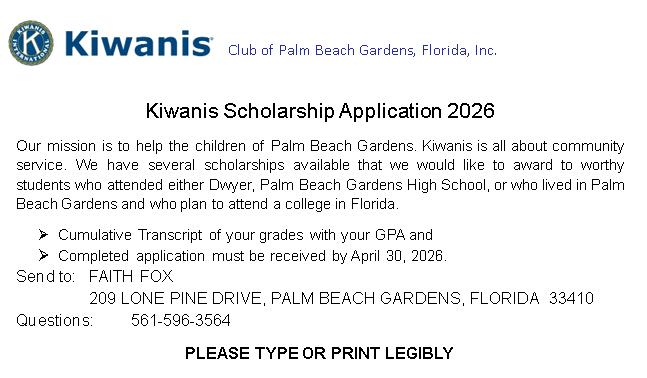 KIWANIS INTERNATIONAL K
Kiwanis® Club of Palm Beach Gardens, Florida, Inc.
Kiwanis Scholarship Application 2026
Our mission is to help the children of Palm Beach Gardens. Kiwanis is all about community
service. We have several scholarships available that we would like to award to worthy
students who attended either Dwyer, Palm Beach Gardens High School, or who lived in Palm
Beach Gardens and who plan to attend a college in Florida.
➢ Cumulative Transcript of your grades with your GPA and
➢ Completed application must be received by April 30, 2026.
Send to: FAITH FOX
209 LONE PINE DRIVE, PALM BEACH GARDENS, FLORIDA 33410
Questions: 561-596-3564
PLEASE TYPE OR PRINT LEGIBLY